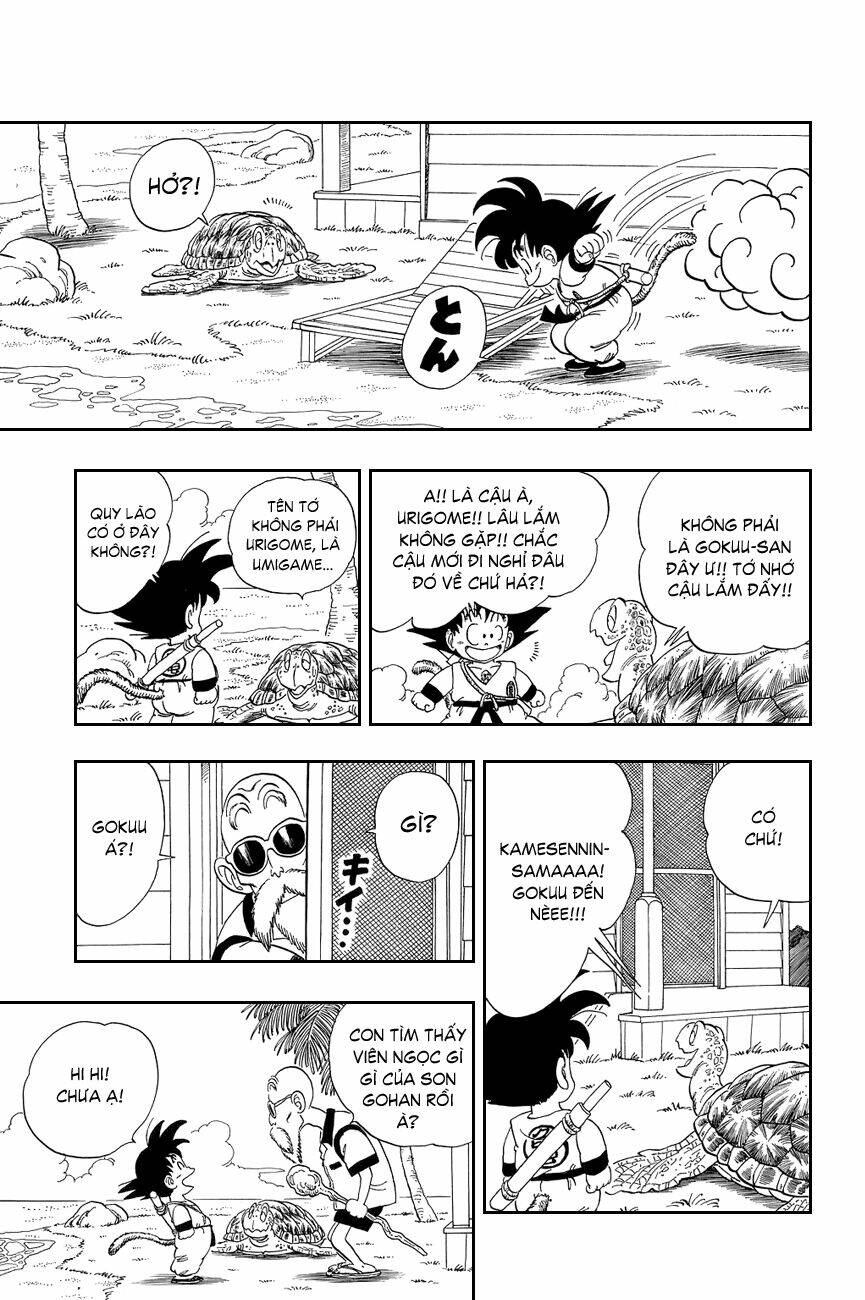 HỞ?!
とん
KHÔNG PHẢI
LÀ GOKUU-SAN
ĐÂY Ư!! TỚ NHỚ
CẬU LẮM ĐẤY!!
A!! LÀ CẬU À,
URIGOME!! LÂU LẮM
KHÔNG GẶP!! CHẮC
CẬU MỚI ĐI NGHỈ ĐÂU
ĐÓ VỀ CHỨ HẢ?!
TÊN TỚ
KHÔNG PHẢI
URIGOME, LÀ
UMIGAME...
QUY LÃO
CÓ Ở ĐÂY
KHÔNG?!
CÓ
CHỨ!
KAMESENNIN-
SAMAAAA!
GOKUU ĐẾN
NÈEE!!!
GÌ?
キイ...
GOKUU
Á?!
CON TÌM THẤY
VIÊN NGỌC GÌ
GÌ CỦA SON
GOHAN RỒI
À?
HI HI!
CHƯA Ạ!